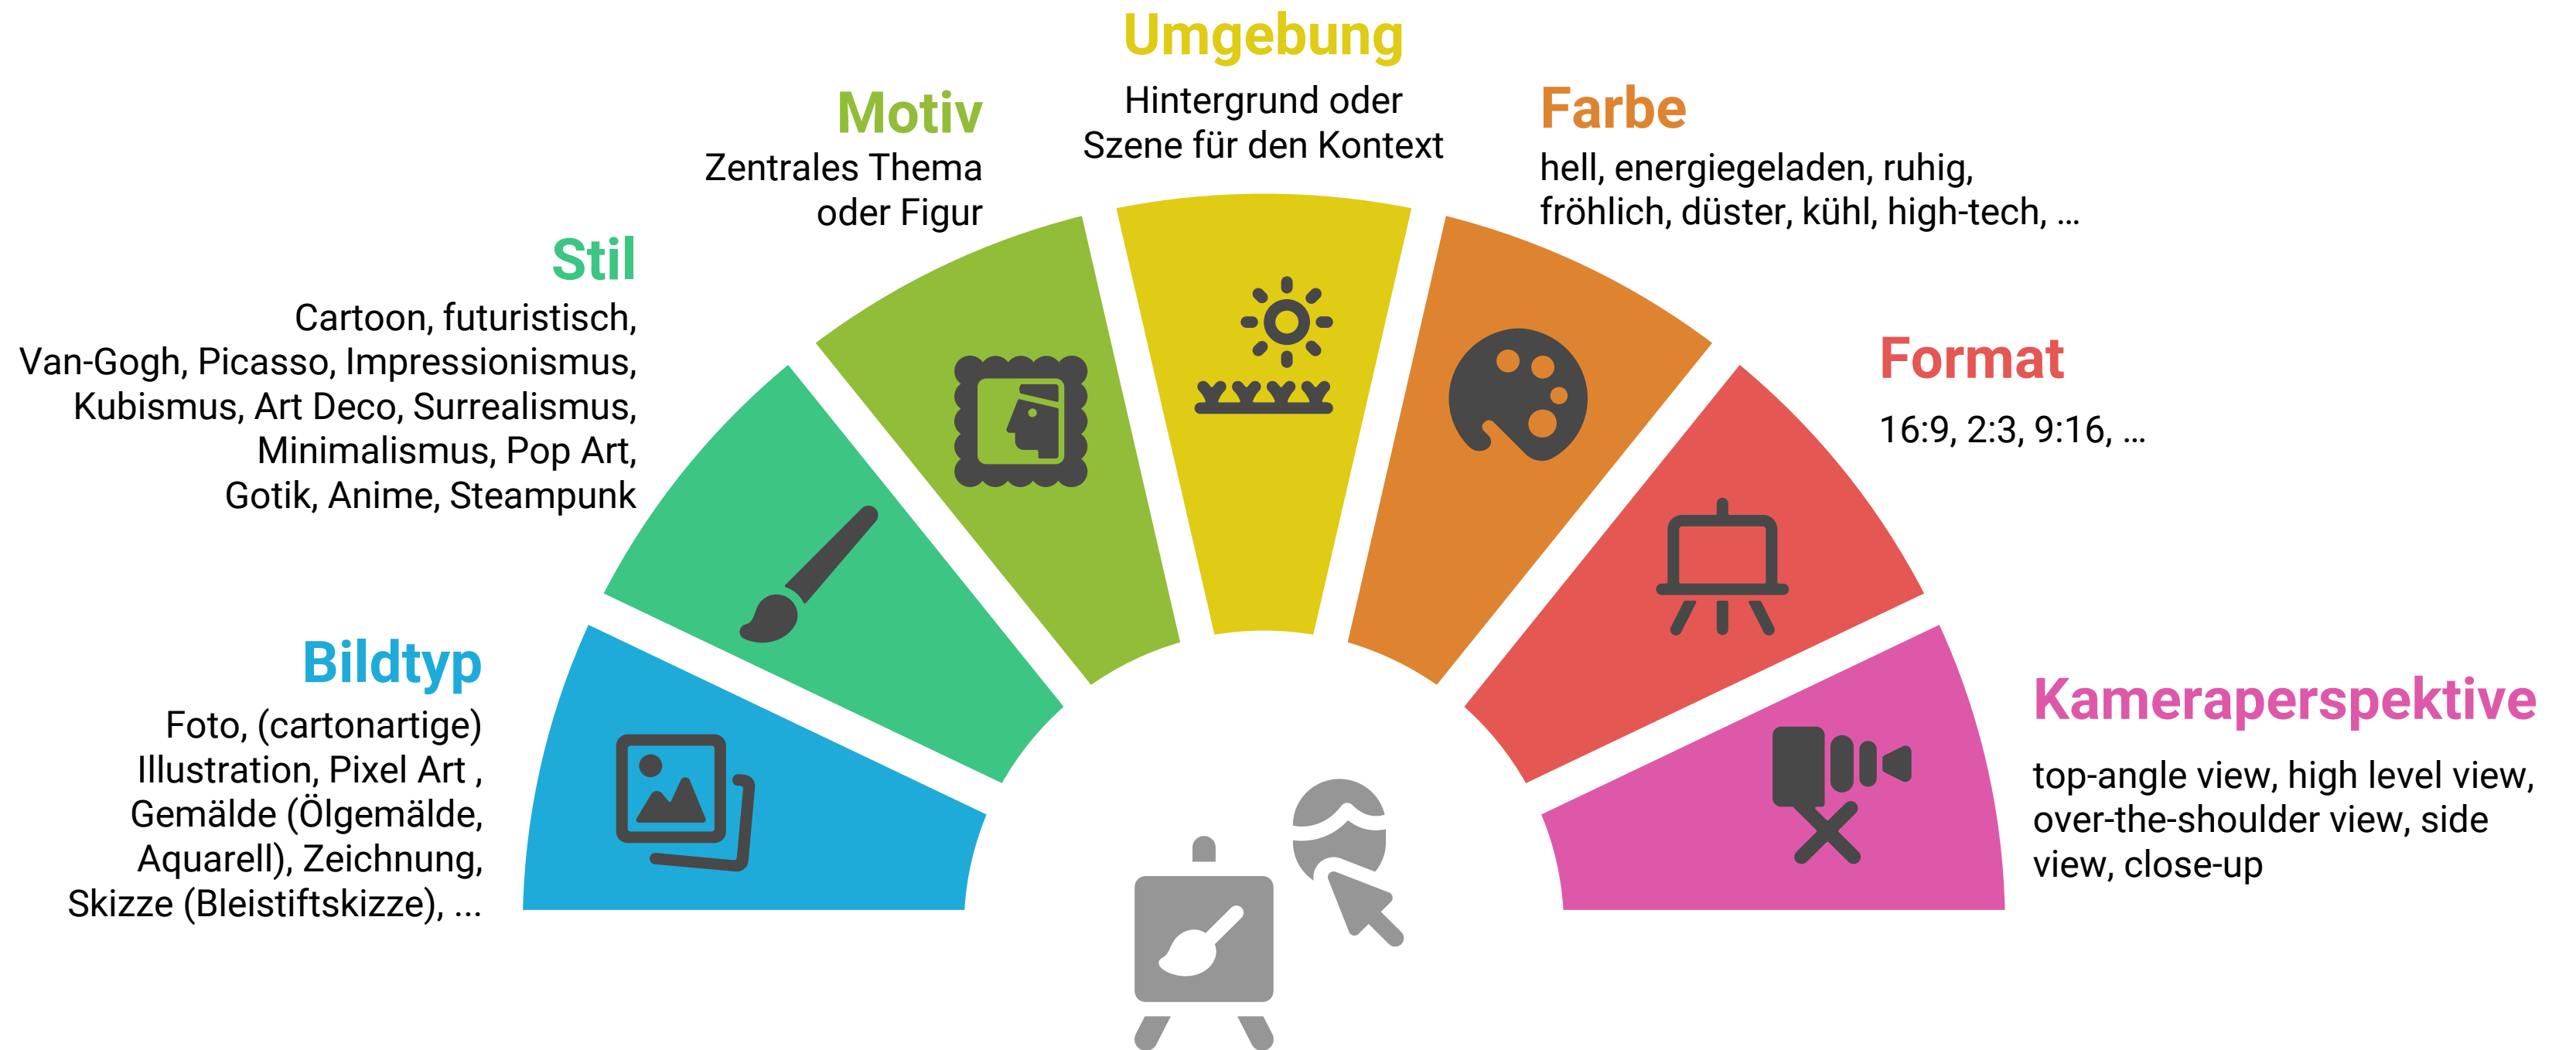 Umgebung
Hintergrund oder
Szene für den Kontext
Motiv
Zentrales Thema
oder Figur
Farbe
hell, energiegeladen, ruhig,
fröhlich, düster, kühl, high-tech, ...
Stil
Cartoon, futuristisch,
Van-Gogh, Picasso, Impressionismus,
Kubismus, Art Deco, Surrealismus,
Minimalismus, Pop Art,
Gotik, Anime, Steampunk
Format
16:9, 2:3, 9:16, ...
Bildtyp
Foto, (cartonartige)
Illustration, Pixel Art ,
Gemälde (Ölgemälde,
Aquarell), Zeichnung,
Skizze (Bleistiftskizze), ...
Kameraperspektive
top-angle view, high level view,
over-the-shoulder view, side
view, close-up